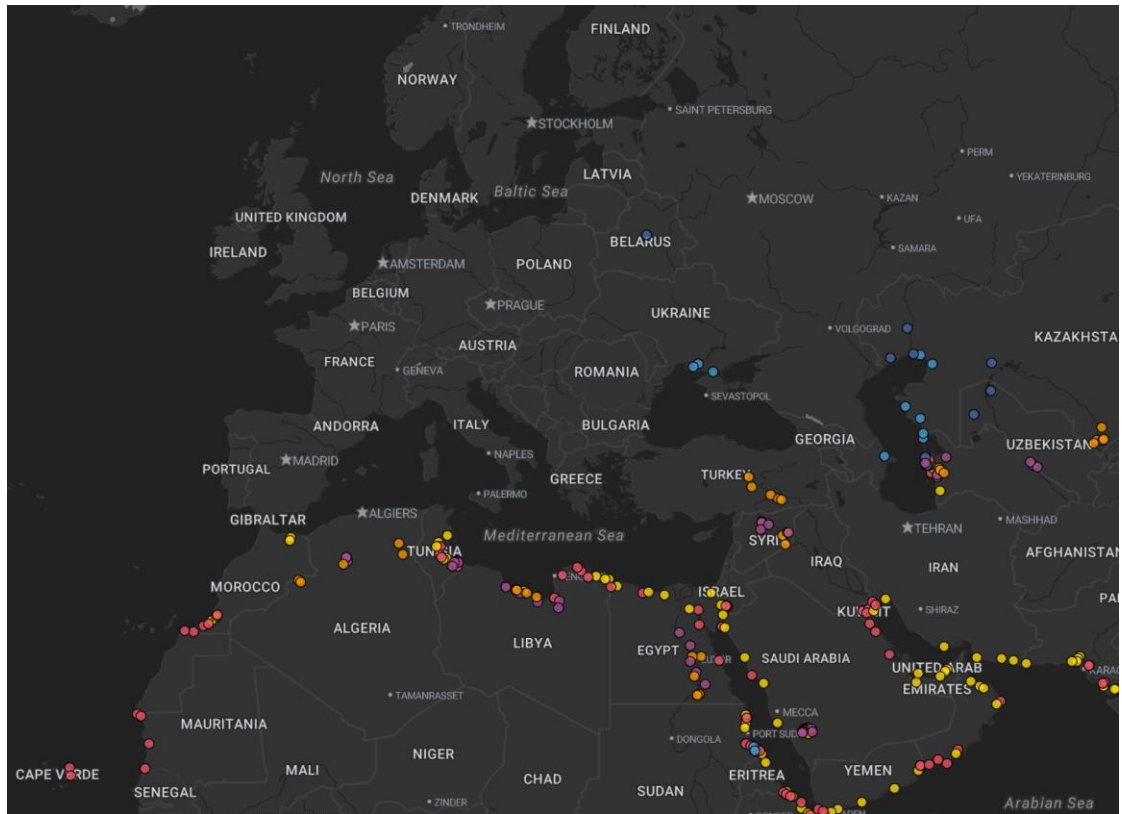 TRONDHEIM
FINLAND
NORWAY
SAINT PETERSBURG
STOCKHOLM
PERM
North Sea
LATVIA
YEKATERINBURG
Baltic Sea
DENMARK
MOSCOW
KAZAN
UNITED KINGDOM
UFA
BELARUS
SAMARA
IRELAND
AMSTERDAM
POLAND
BELGIUM
PRAGUE
UKRAINE
PARIS
VOLGOGRAD
KAZAKHSTA
AUSTRIA
FRANCE
GENEVA
ROMANIA
SEVASTOPOL
ANDORRA
ITALY
BULGARIA
GEORGIA
UZBEKISTAN
NAPLES
MADRID
PORTUGAL
GREECE
TURKEY
PALERMO
ALGIERS
GIBRALTAR
MASHHAD
TEHRAN
Mediterranean Sea
SYRI
TUNISIA
AFGHANISTAN
IRAQ
IRAN
MOROCCO
ISRAEL
PA
KUWAIT
SHIRAZ
ALGERIA
LIBYA
EGYPT
SAUDI ARABIA
UNITED ARAB
EMIRATES
TAMANRASSET
MECCA
MAURITANIA
PORT SUD
DONGOLA
NIGER
CAPE VERDE
MALI
CHAD
ERITREA
YEMEN
SENEGAL
SUDAN
ZINDER
Arabian Sea